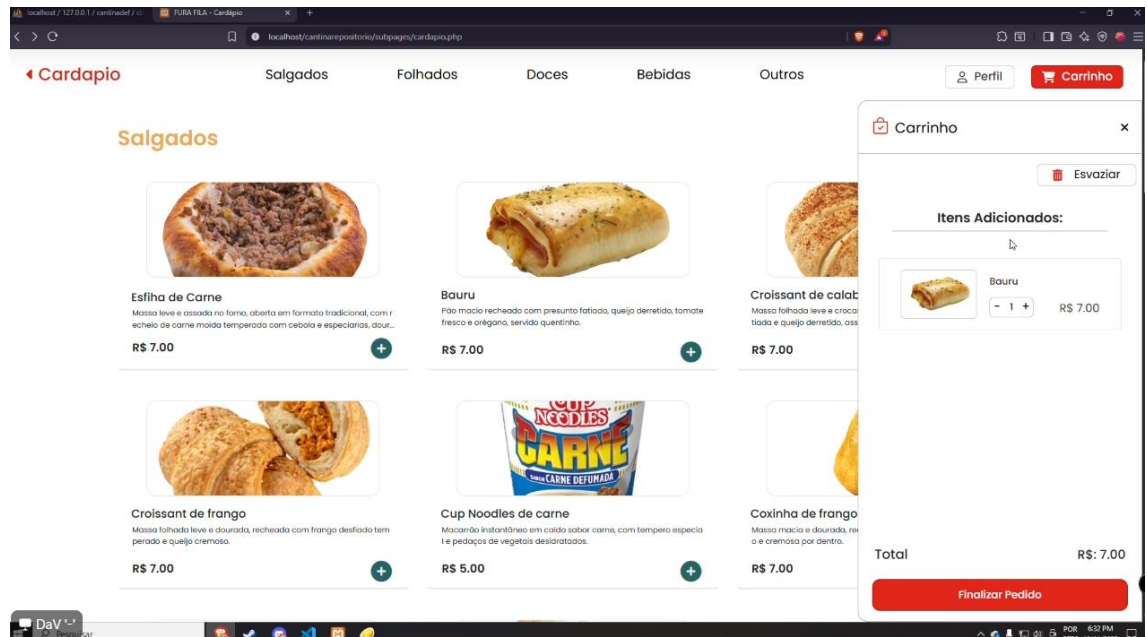 localhost / 127.0.0.1 / cantinadef / cl
FURA FILA - Cardápio
localhost/cantinarepositorio/subpages/cardapio.php
Cardapio
Salgados
Folhados
Doces
Bebidas
Outros
Perfil
Carrinho
Salgados
Esfiha de Carne
Massa leve e assada no forno, aberta em formato tradicional, com r
echeio de carne moída temperada com cebola e especiarias, dour...
R$ 7.00
Bauru
Pão macio recheado com presunto fatiado, queijo derretido, tomate
fresco e orégano, servido quentinho.
R$ 7.00
Croissant de calab
Massa folhada leve e croca
tiada e queijo derretido, ass
R$ 7.00
CUP
NOODLES
CARNE
SABOR CARNE DEFUMADA
Croissant de frango
Massa folhada leve e dourada, recheada com frango desfiado tem
perado e queijo cremoso.
R$ 7.00
Cup Noodles de carne
Macarrão instantâneo em caldo sabor carne, com tempero especia
l e pedaços de vegetais desidratados.
R$ 5.00
Coxinha de frango
Massa macia e dourada, re
o e cremosa por dentro.
R$ 7.00
Carrinho
×
Esvaziar
Itens Adicionados:
Bauru
- 1 +
R$ 7.00
Total
R$: 7.00
Finalizar Pedido
DaV '-'
Pesquisar
POR
6:32 PM